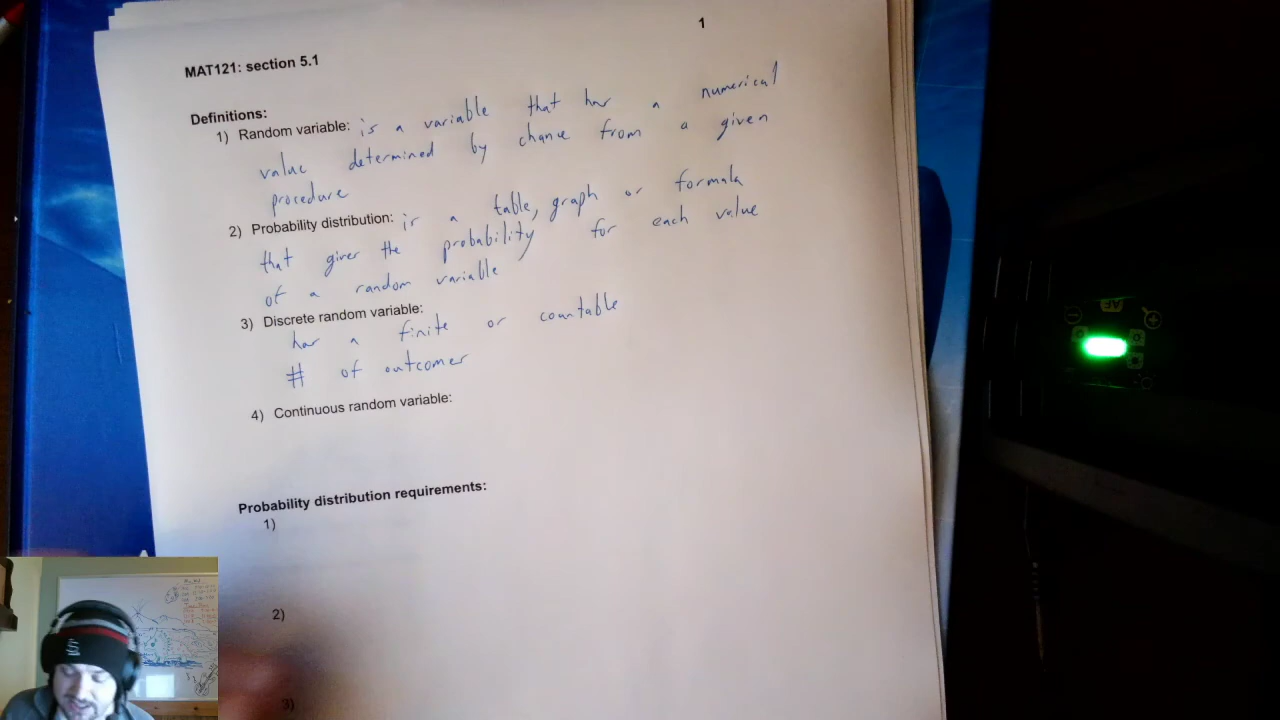 1
MAT121: section 5.1
Definitions:
1) Random variable: is a variable that has a numerical
value determined by chance from a given
procedure
2) Probability distribution: is a table, graph or formula
that gives the probability for each value
of a random variable
3) Discrete random variable:
has a finite or countable
# of outcomes
4) Continuous random variable:
Probability distribution requirements:
1)
2)
3)
AF